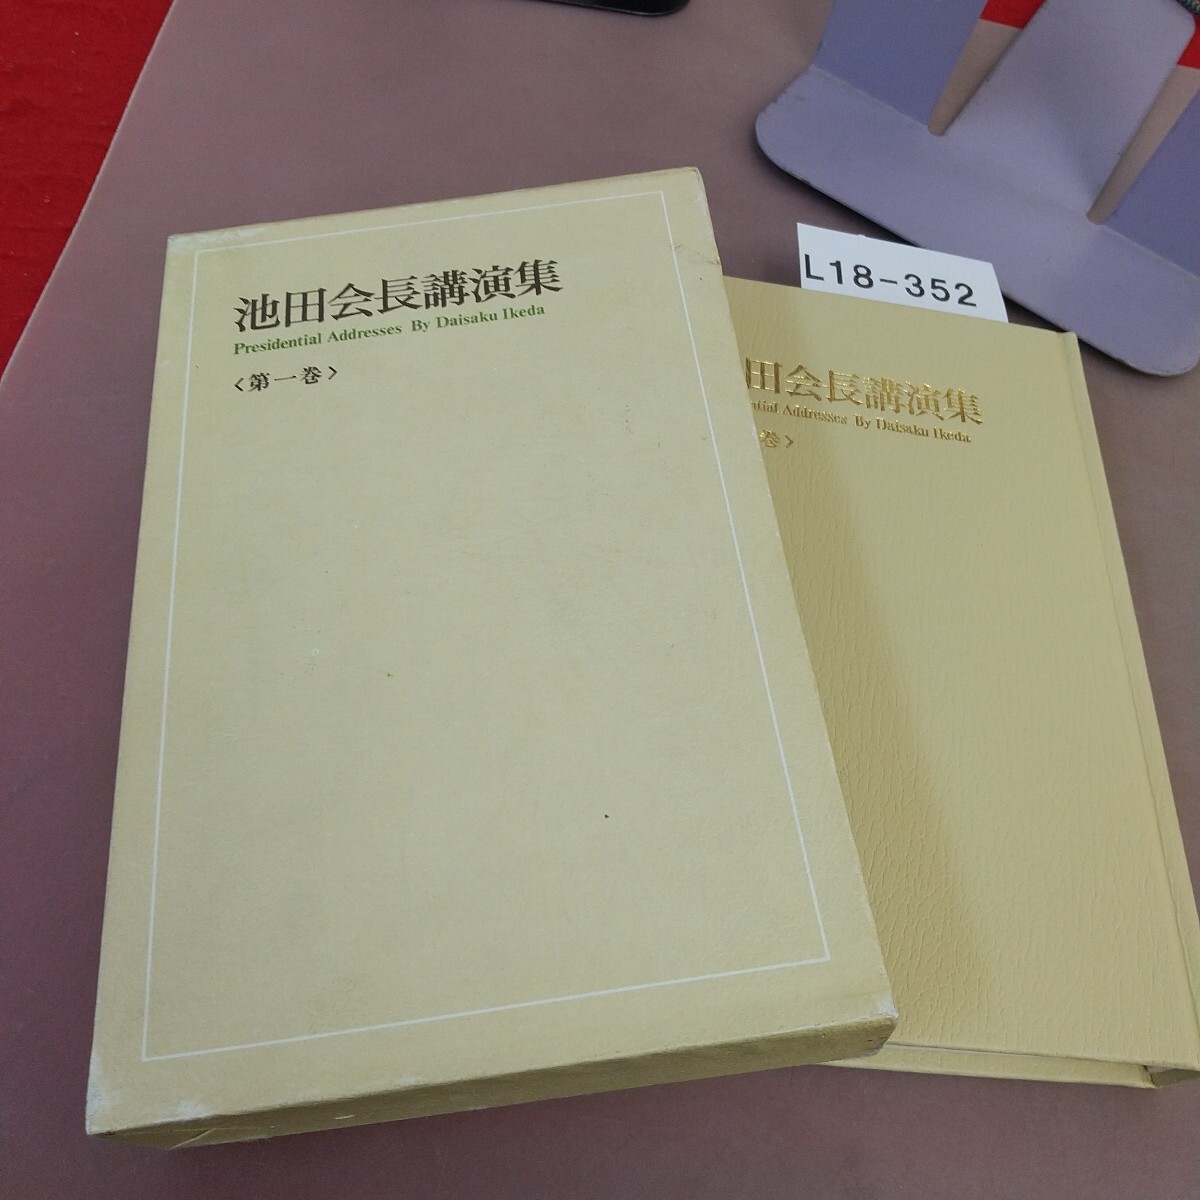 池田会長講演集
Presidential Addresses By Daisaku Ikeda
〈第一巻〉
L18-352
田会長講演集
tial Addresses By Daisaku Ikeda
巻〉